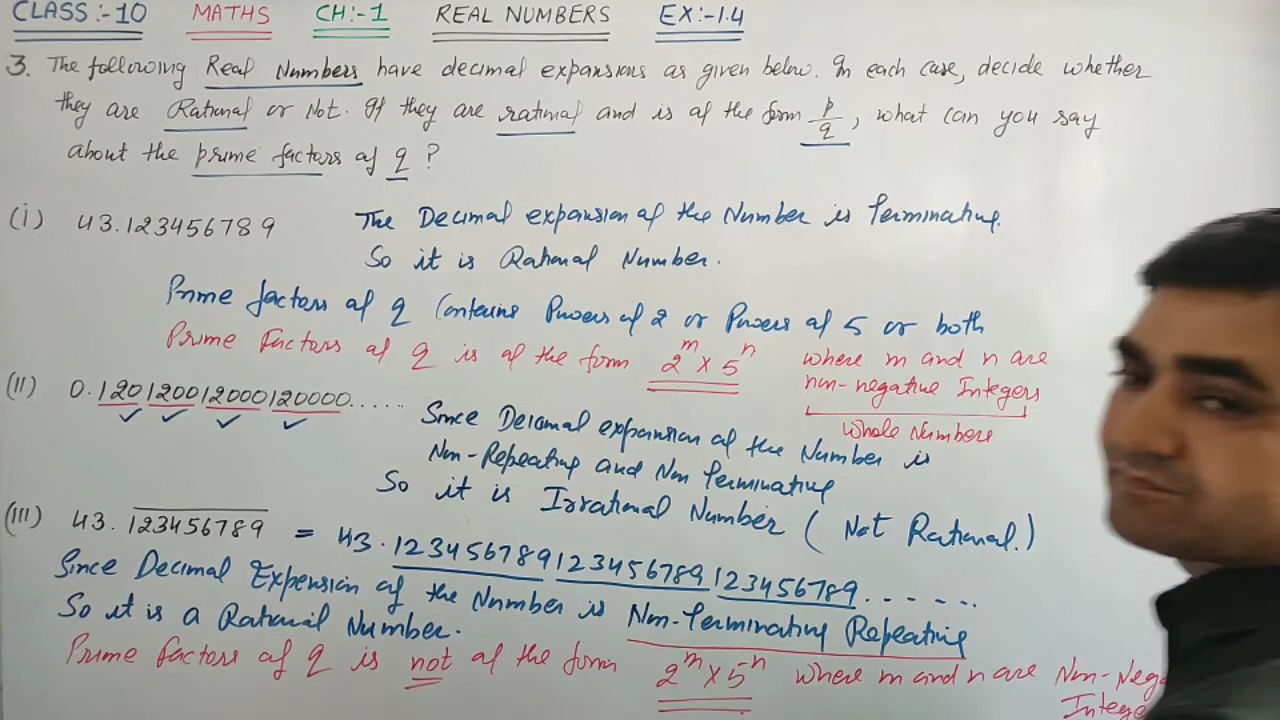 CLASS :- 10 MATHS CH:- 1 REAL NUMBERS EX:- 1.4
3. The following Real Numbers have decimal expansions as given below. In each case, decide whether
they are Rational or Not. If they are rational and is of the form p/q, what can you say
about the prime factors of q ?
(i) 43.123456789 The Decimal expansion of the Number is Terminating.
So it is Rational Number.
Prime factors of q Contains Powers of 2 or Powers of 5 or both
Prime Factors of q is of the form 2^m × 5^n where m and n are
non-negative Integers
Whole Numbers
(ii) 0.120120012000120000.....
Since Decimal expansion of the Number is
Non-Repeating and Non Terminating
So it is Irrational Number ( Not Rational.)
(iii) 43.\overline{123456789} = 43.123456789123456789123456789......
Since Decimal Expension of the Number is Non-Terminating Repeating
So it is a Rational Number.
Prime factors of q is not of the form 2^m × 5^n where m and n are Non-Neg
Intege